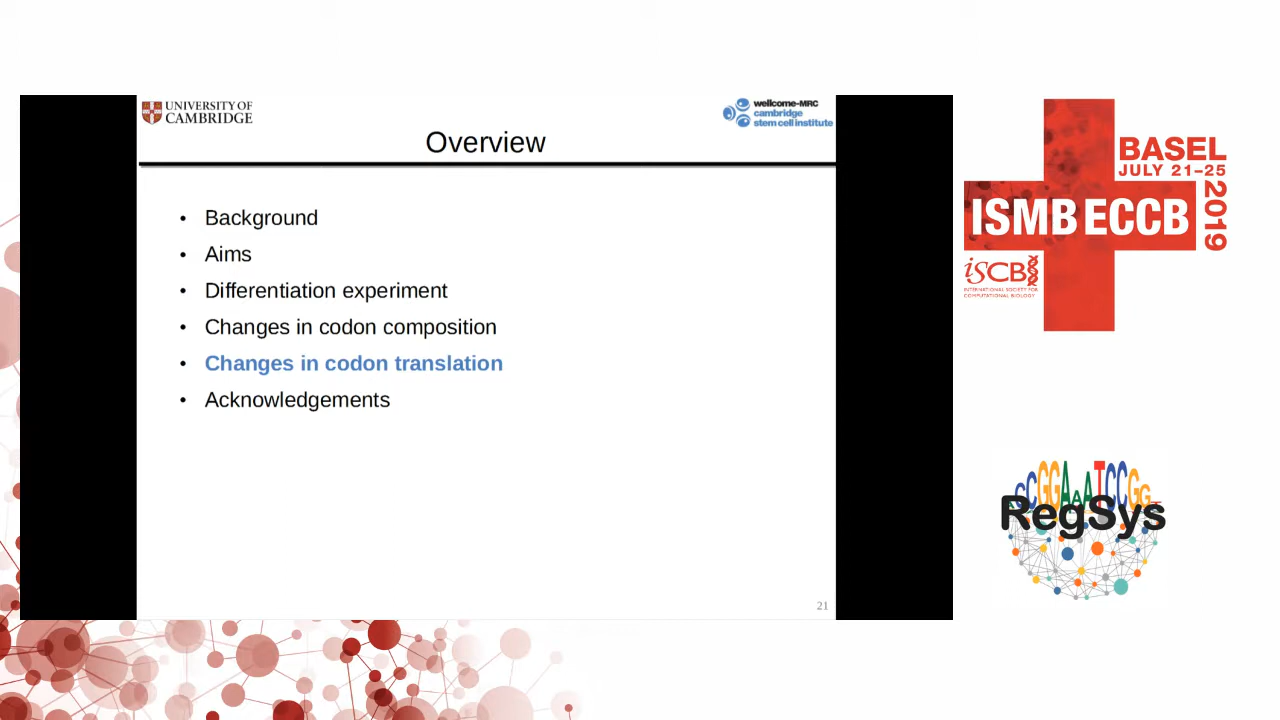 UNIVERSITY OF
CAMBRIDGE
wellcome-MRC
cambridge
stem cell institute
Overview
• Background
• Aims
• Differentiation experiment
• Changes in codon composition
• Changes in codon translation
• Acknowledgements
21
BASEL
JULY 21–25
2019
ISMB ECCB
iSCB
INTERNATIONAL SOCIETY FOR
COMPUTATIONAL BIOLOGY
RegSys